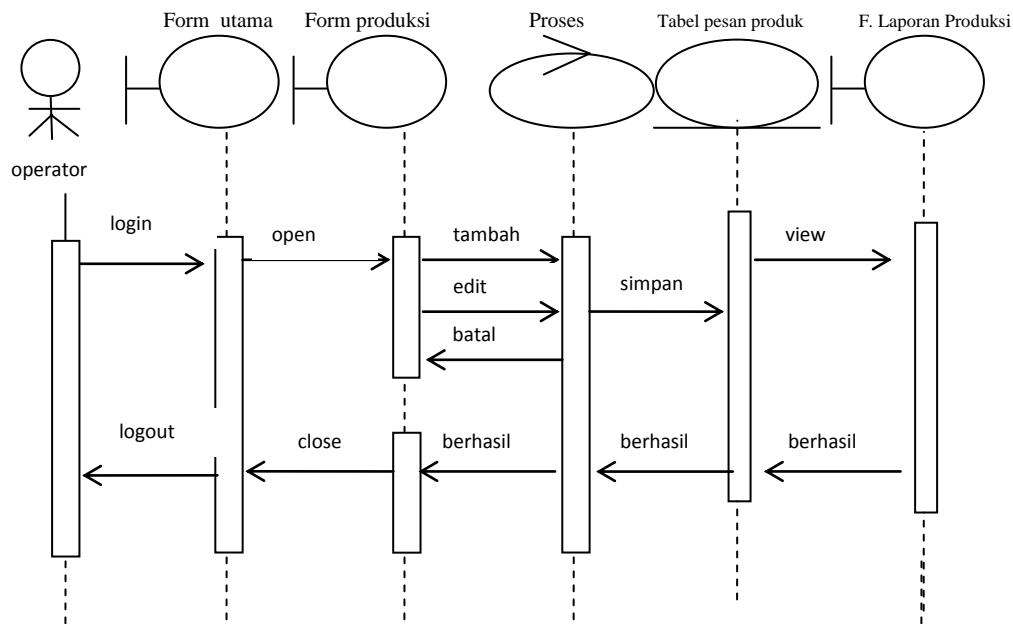 Form utama
Form produksi
Proses
Tabel pesan produk
F. Laporan Produksi
operator
login
open
tambah
view
edit
simpan
batal
logout
close
berhasil
berhasil
berhasil